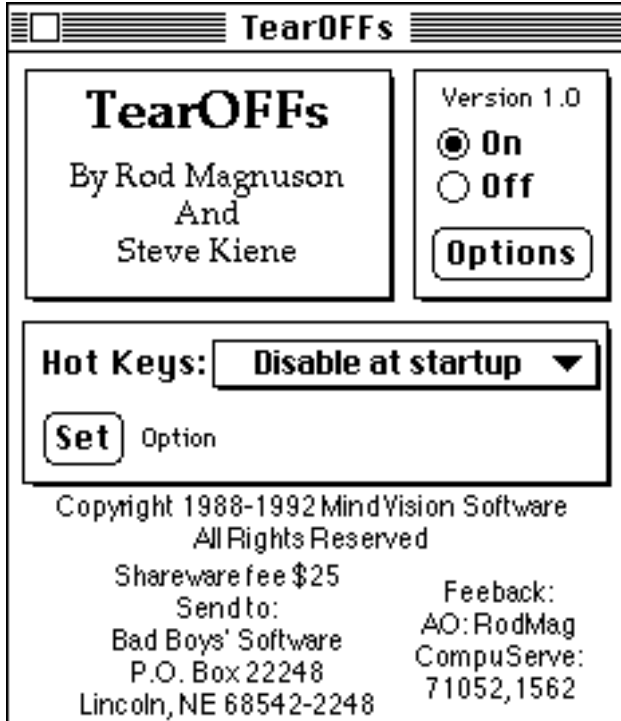 TearOFFs
TearOFFs
By Rod Magnuson
And
Steve Kiene
Version 1.0
On
Off
Options
Hot Keys: Disable at startup
Set Option
Copyright 1988-1992 MindVision Software
All Rights Reserved
Shareware fee $25
Send to:
Bad Boys' Software
P.O. Box 22248
Lincoln, NE 68542-2248
Feeback:
AO: RodMag
CompuServe:
71052,1562